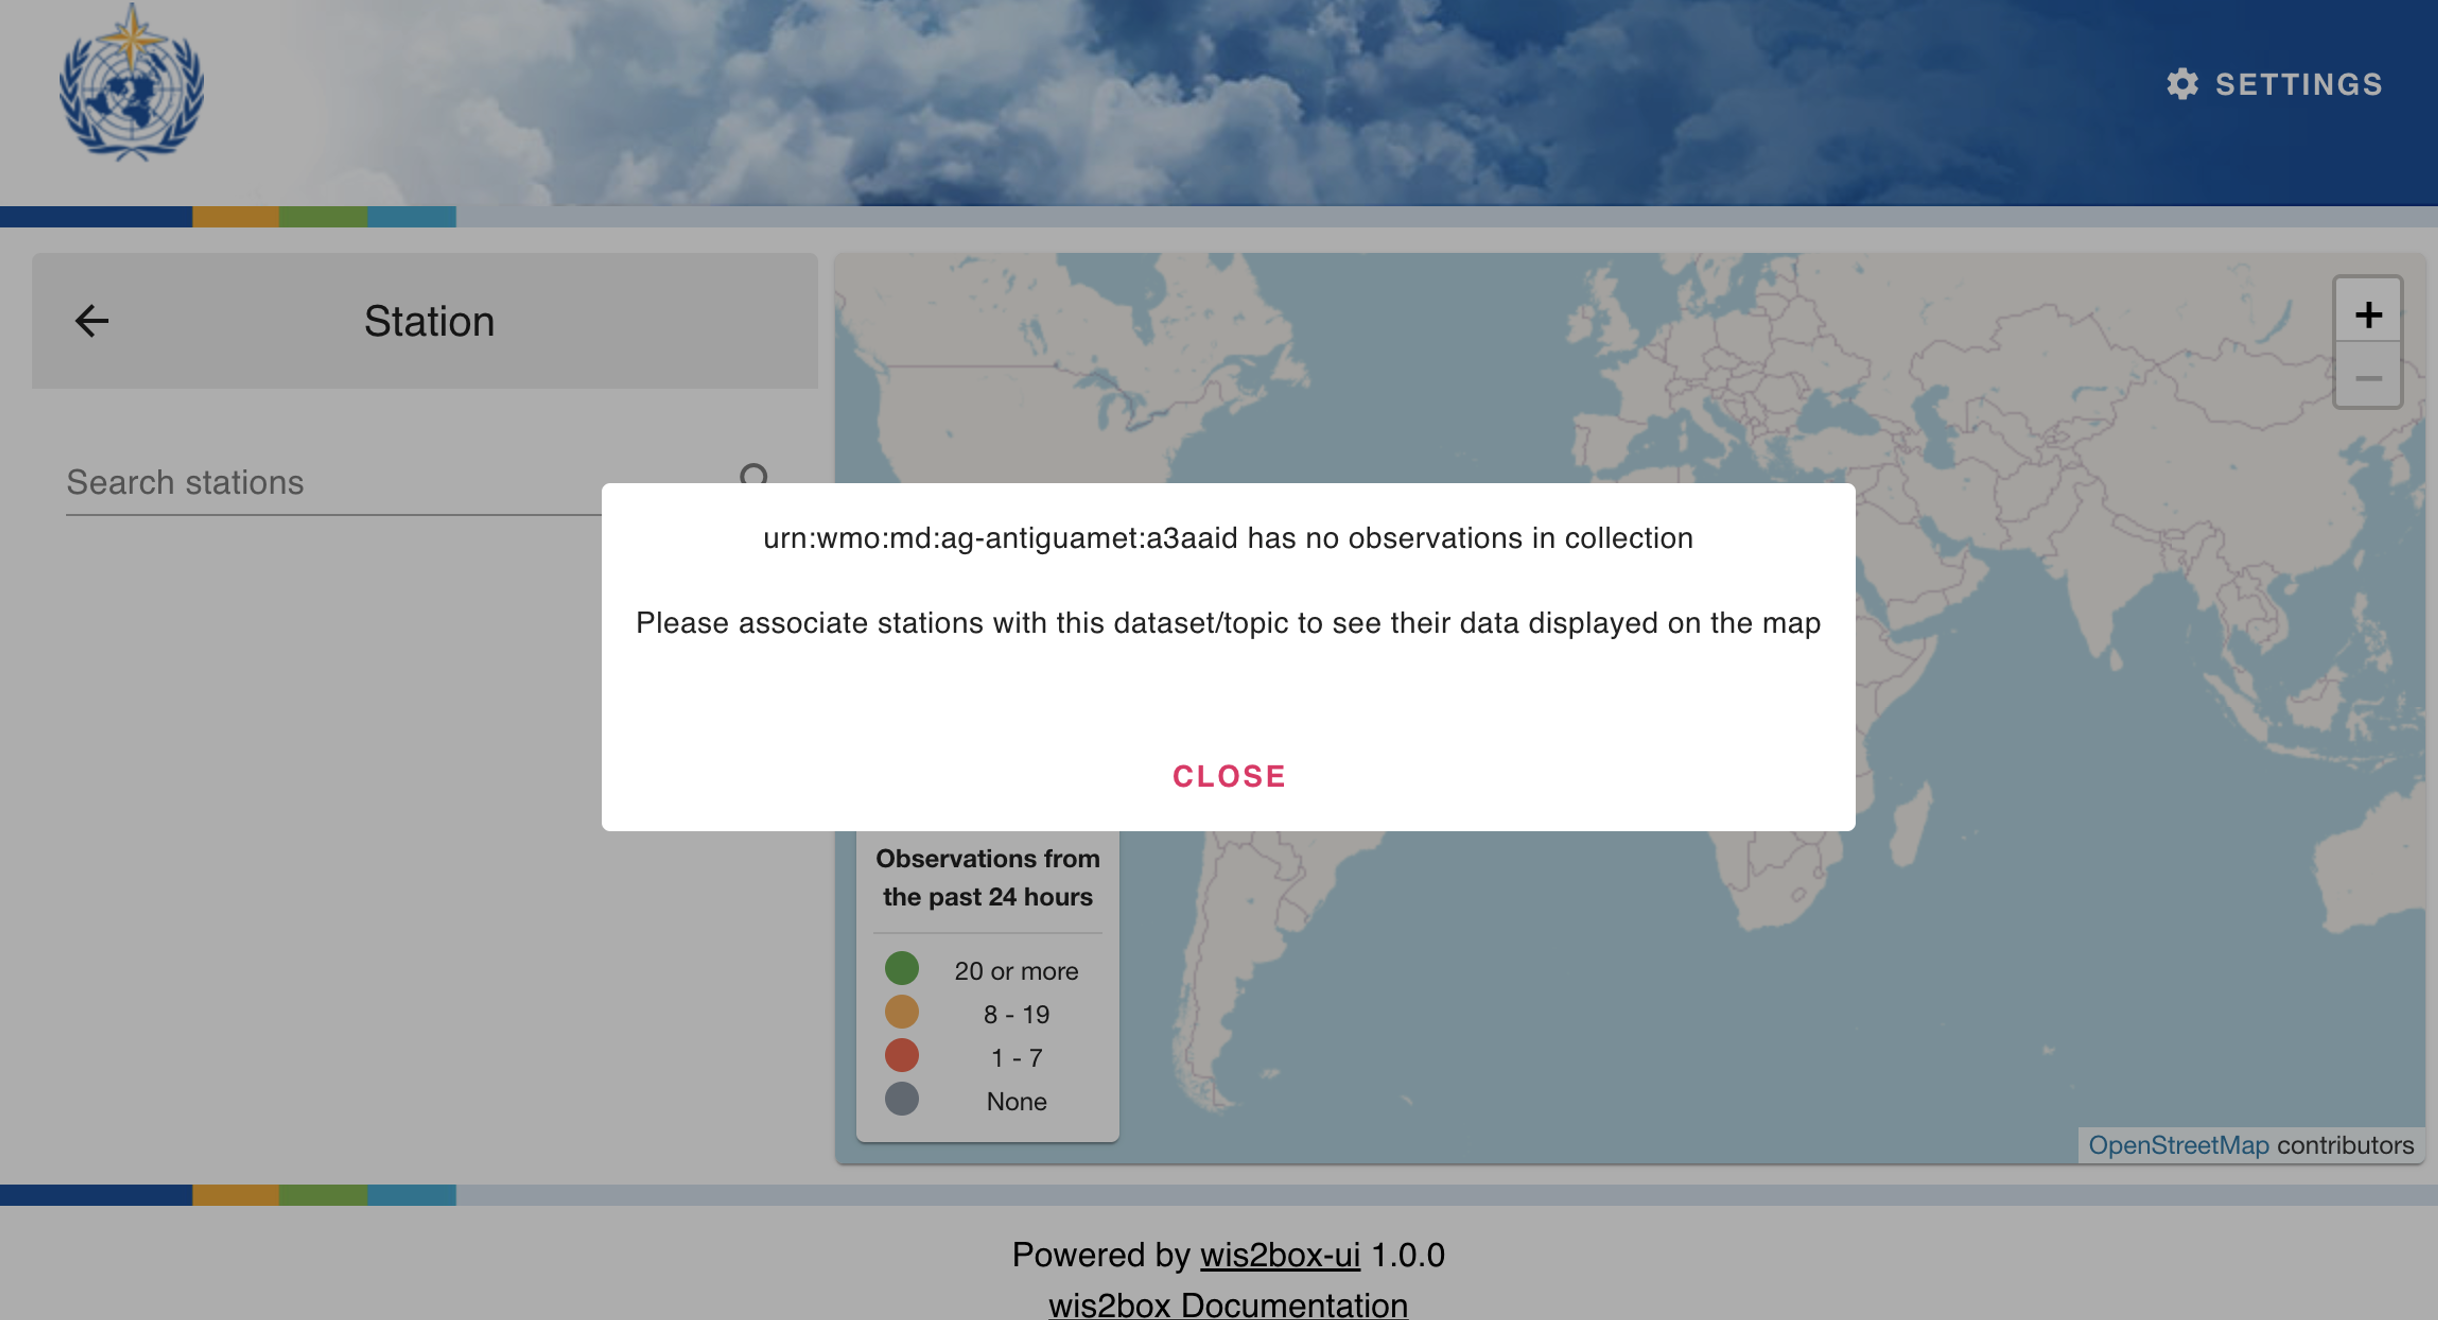 SETTINGS
Station
Search stations
urn:wmo:md:ag-antiguamet:a3aaid has no observations in collection
Please associate stations with this dataset/topic to see their data displayed on the map
CLOSE
+
−
Observations from
the past 24 hours
20 or more
8 - 19
1 - 7
None
OpenStreetMap contributors
Powered by wis2box-ui 1.0.0
wis2box Documentation